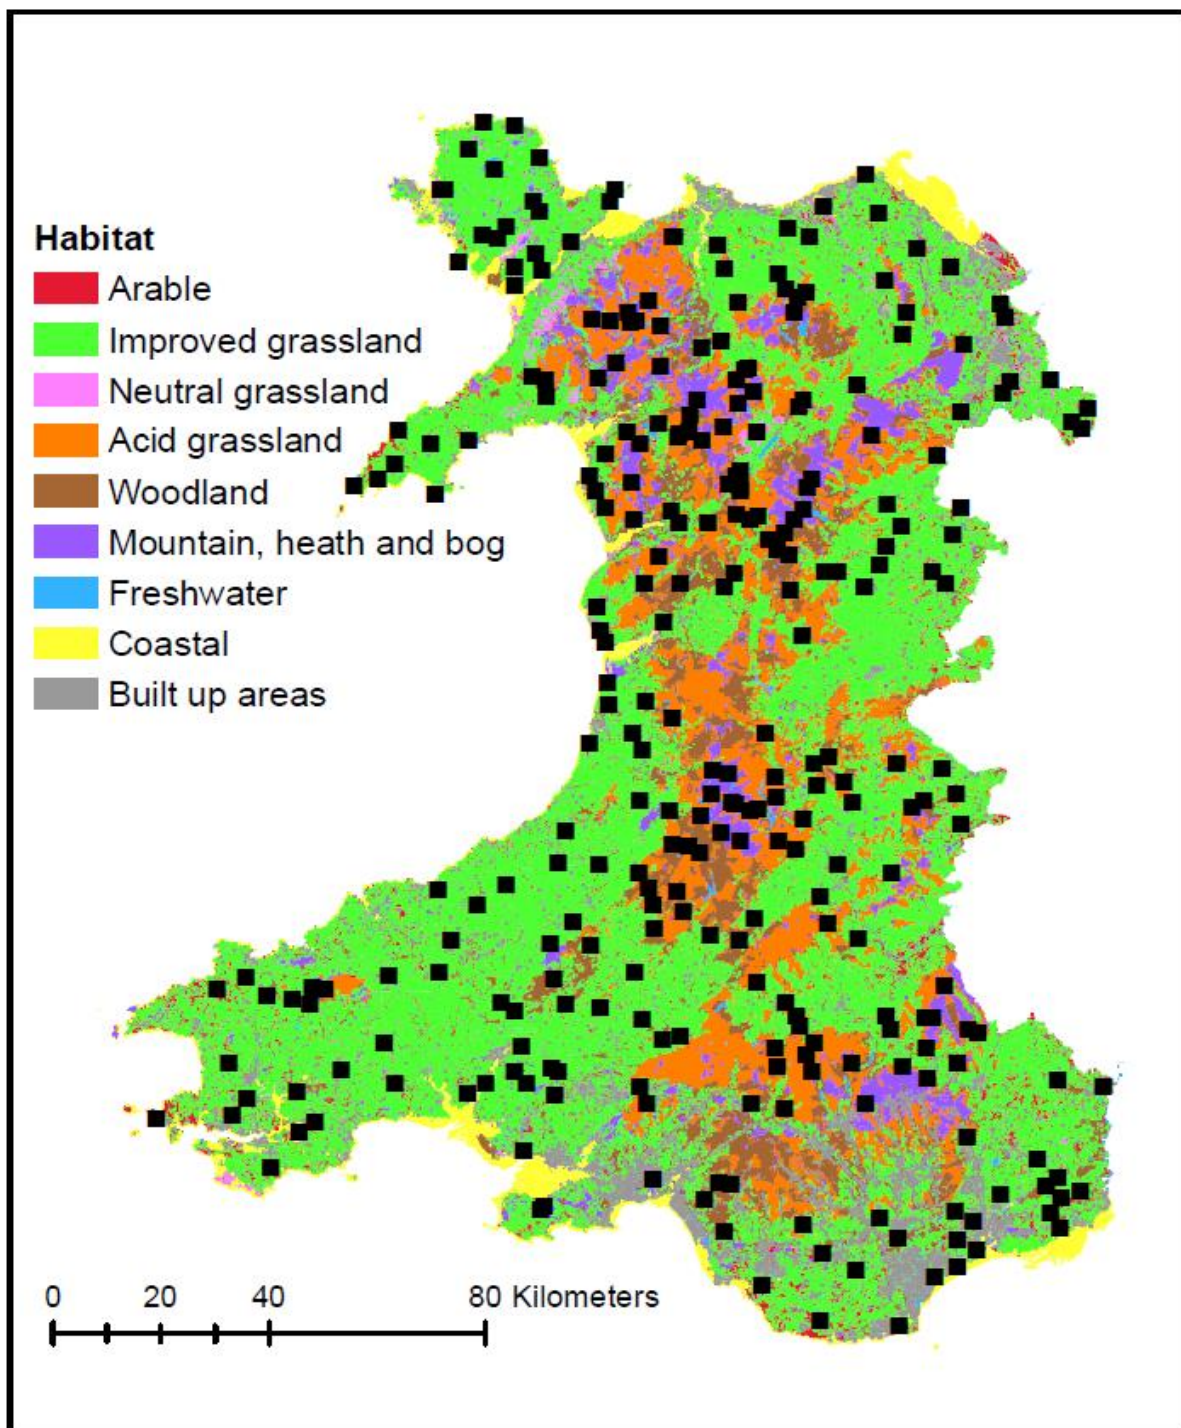 Habitat
Arable
Improved grassland
Neutral grassland
Acid grassland
Woodland
Mountain, heath and bog
Freshwater
Coastal
Built up areas
0 20 40 80 Kilometers